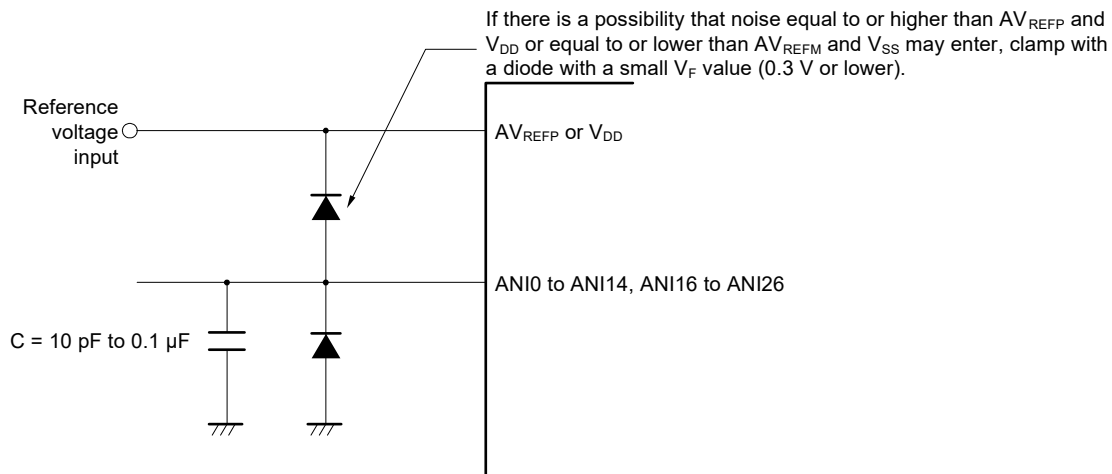 If there is a possibility that noise equal to or higher than AVREFP and
VDD or equal to or lower than AVREFM and VSS may enter, clamp with
a diode with a small VF value (0.3 V or lower).
Reference
voltage
input
AVREFP or VDD
ANI0 to ANI14, ANI16 to ANI26
C = 10 pF to 0.1 µF